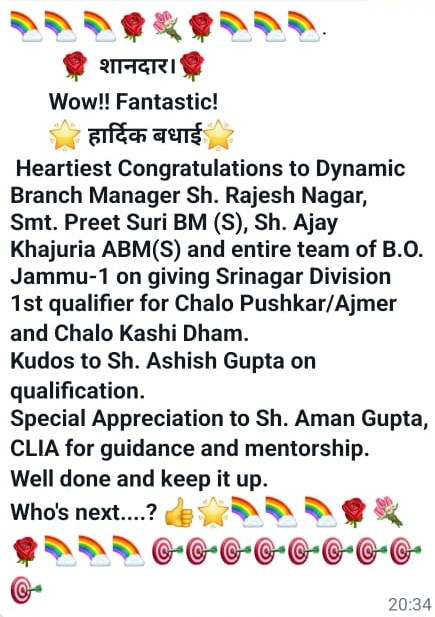 🌈🌈🌈🌹💐🌹🌈🌈🌈.
🌹 शानदार।🌹
Wow!! Fantastic!
🌟 हार्दिक बधाई🌟
Heartiest Congratulations to Dynamic
Branch Manager Sh. Rajesh Nagar,
Smt. Preet Suri BM (S), Sh. Ajay
Khajuria ABM(S) and entire team of B.O.
Jammu-1 on giving Srinagar Division
1st qualifier for Chalo Pushkar/Ajmer
and Chalo Kashi Dham.
Kudos to Sh. Ashish Gupta on
qualification.
Special Appreciation to Sh. Aman Gupta,
CLIA for guidance and mentorship.
Well done and keep it up.
Who's next....? 👍🌟🌈🌈🌈🌹💐
🌹🌈🌈🌈🎯🎯🎯🎯🎯🎯🎯🎯
🎯
20:34